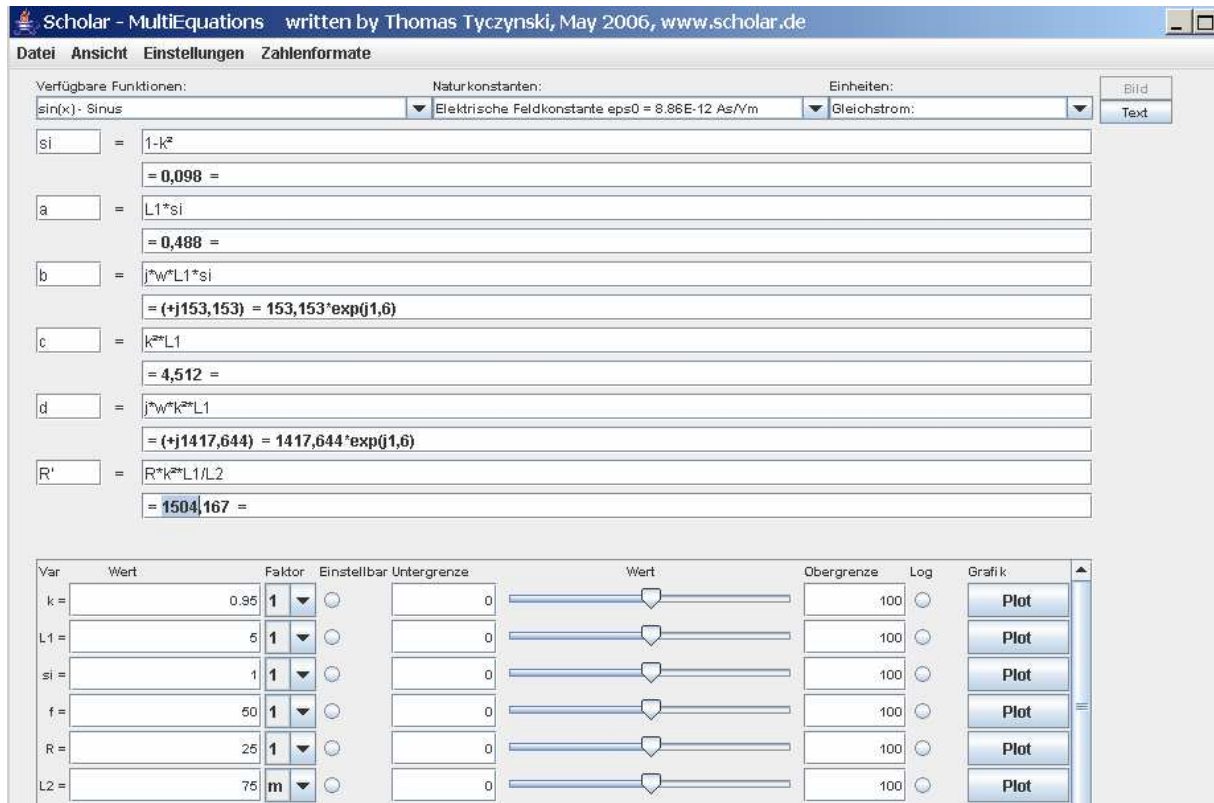 Scholar - MultiEquations written by Thomas Tyczynski, May 2006, www.scholar.de
Datei Ansicht Einstellungen Zahlenformate
Verfügbare Funktionen: Naturkonstanten: Einheiten: Bild
sin(x) - Sinus Elektrische Feldkonstante eps0 = 8.86E-12 As/Vm Gleichstrom: Text
si = 1-k²
= 0,098 =
a = L1*si
= 0,488 =
b = j*w*L1*si
= (+j153,153) = 153,153*exp(j1,6)
c = k²*L1
= 4,512 =
d = j*w*k²*L1
= (+j1417,644) = 1417,644*exp(j1,6)
R' = R*k²*L1/L2
= 1504,167 =
Var Wert Faktor Einstellbar Untergrenze Wert Obergrenze Log Grafik
k = 0.95 1 0 100 Plot
L1 = 5 1 0 100 Plot
si = 1 1 0 100 Plot
f = 50 1 0 100 Plot
R = 25 1 0 100 Plot
L2 = 75 m 0 100 Plot